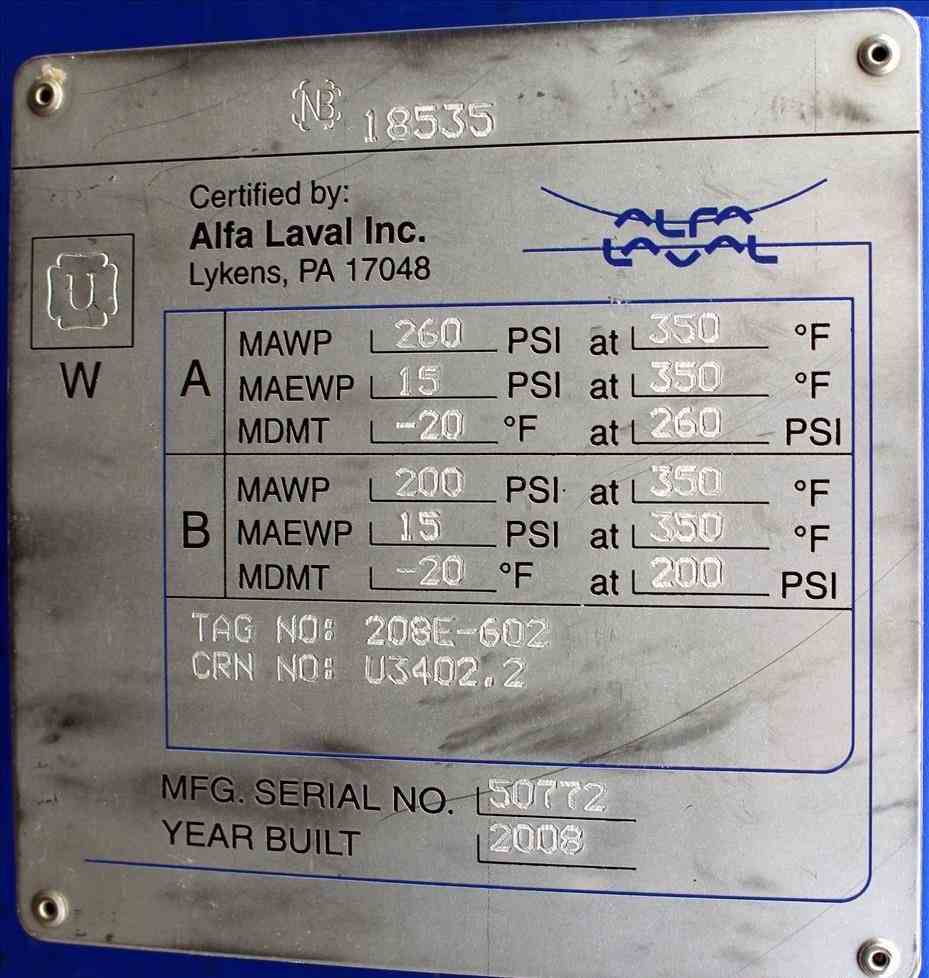 NB 18535
Certified by:
Alfa Laval Inc.
Lykens, PA 17048
ALFA
LAVAL
U
W
A
MAWP 260 PSI at 350 °F
MAEWP 15 PSI at 350 °F
MDMT -20 °F at 260 PSI
B
MAWP 200 PSI at 350 °F
MAEWP 15 PSI at 350 °F
MDMT -20 °F at 200 PSI
TAG NO: 208E-602
CRN NO: U3402.2
MFG. SERIAL NO. 50772
YEAR BUILT 2008